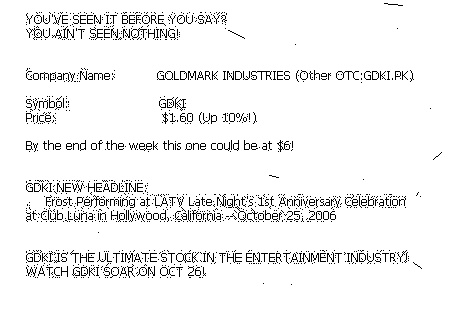 YOU'VE SEEN IT BEFORE YOU SAY?
YOU AIN'T SEEN NOTHING!
Company Name: GOLDMARK INDUSTRIES (Other OTC:GDKI.PK)
Symbol: GDKI
Price: $1.60 (Up 10%!)
By the end of the week this one could be at $6!
GDKI NEW HEADLINE:
Frost Performing at LATV Late Night's 1st Anniversary Celebration
at Club Luna in Hollywood, California -- October 25, 2006
GDKI IS THE ULTIMATE STOCK IN THE ENTERTAINMENT INDUSTRY!
WATCH GDKI SOAR ON OCT 26!